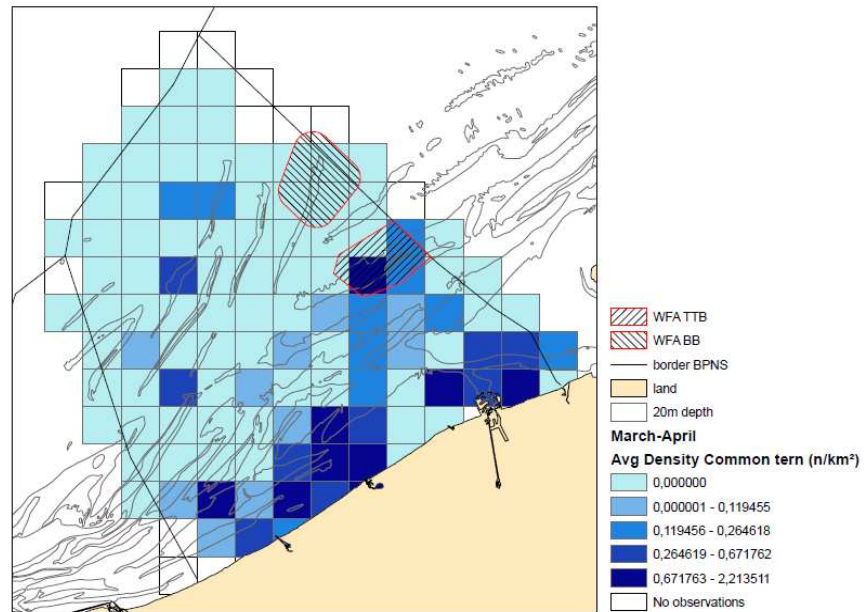 WFA TTB
WFA BB
border BPNS
land
20m depth
March-April
Avg Density Common tern (n/km²)
0,000000
0,000001 - 0,119455
0,119456 - 0,264618
0,264619 - 0,671762
0,671763 - 2,213511
No observations